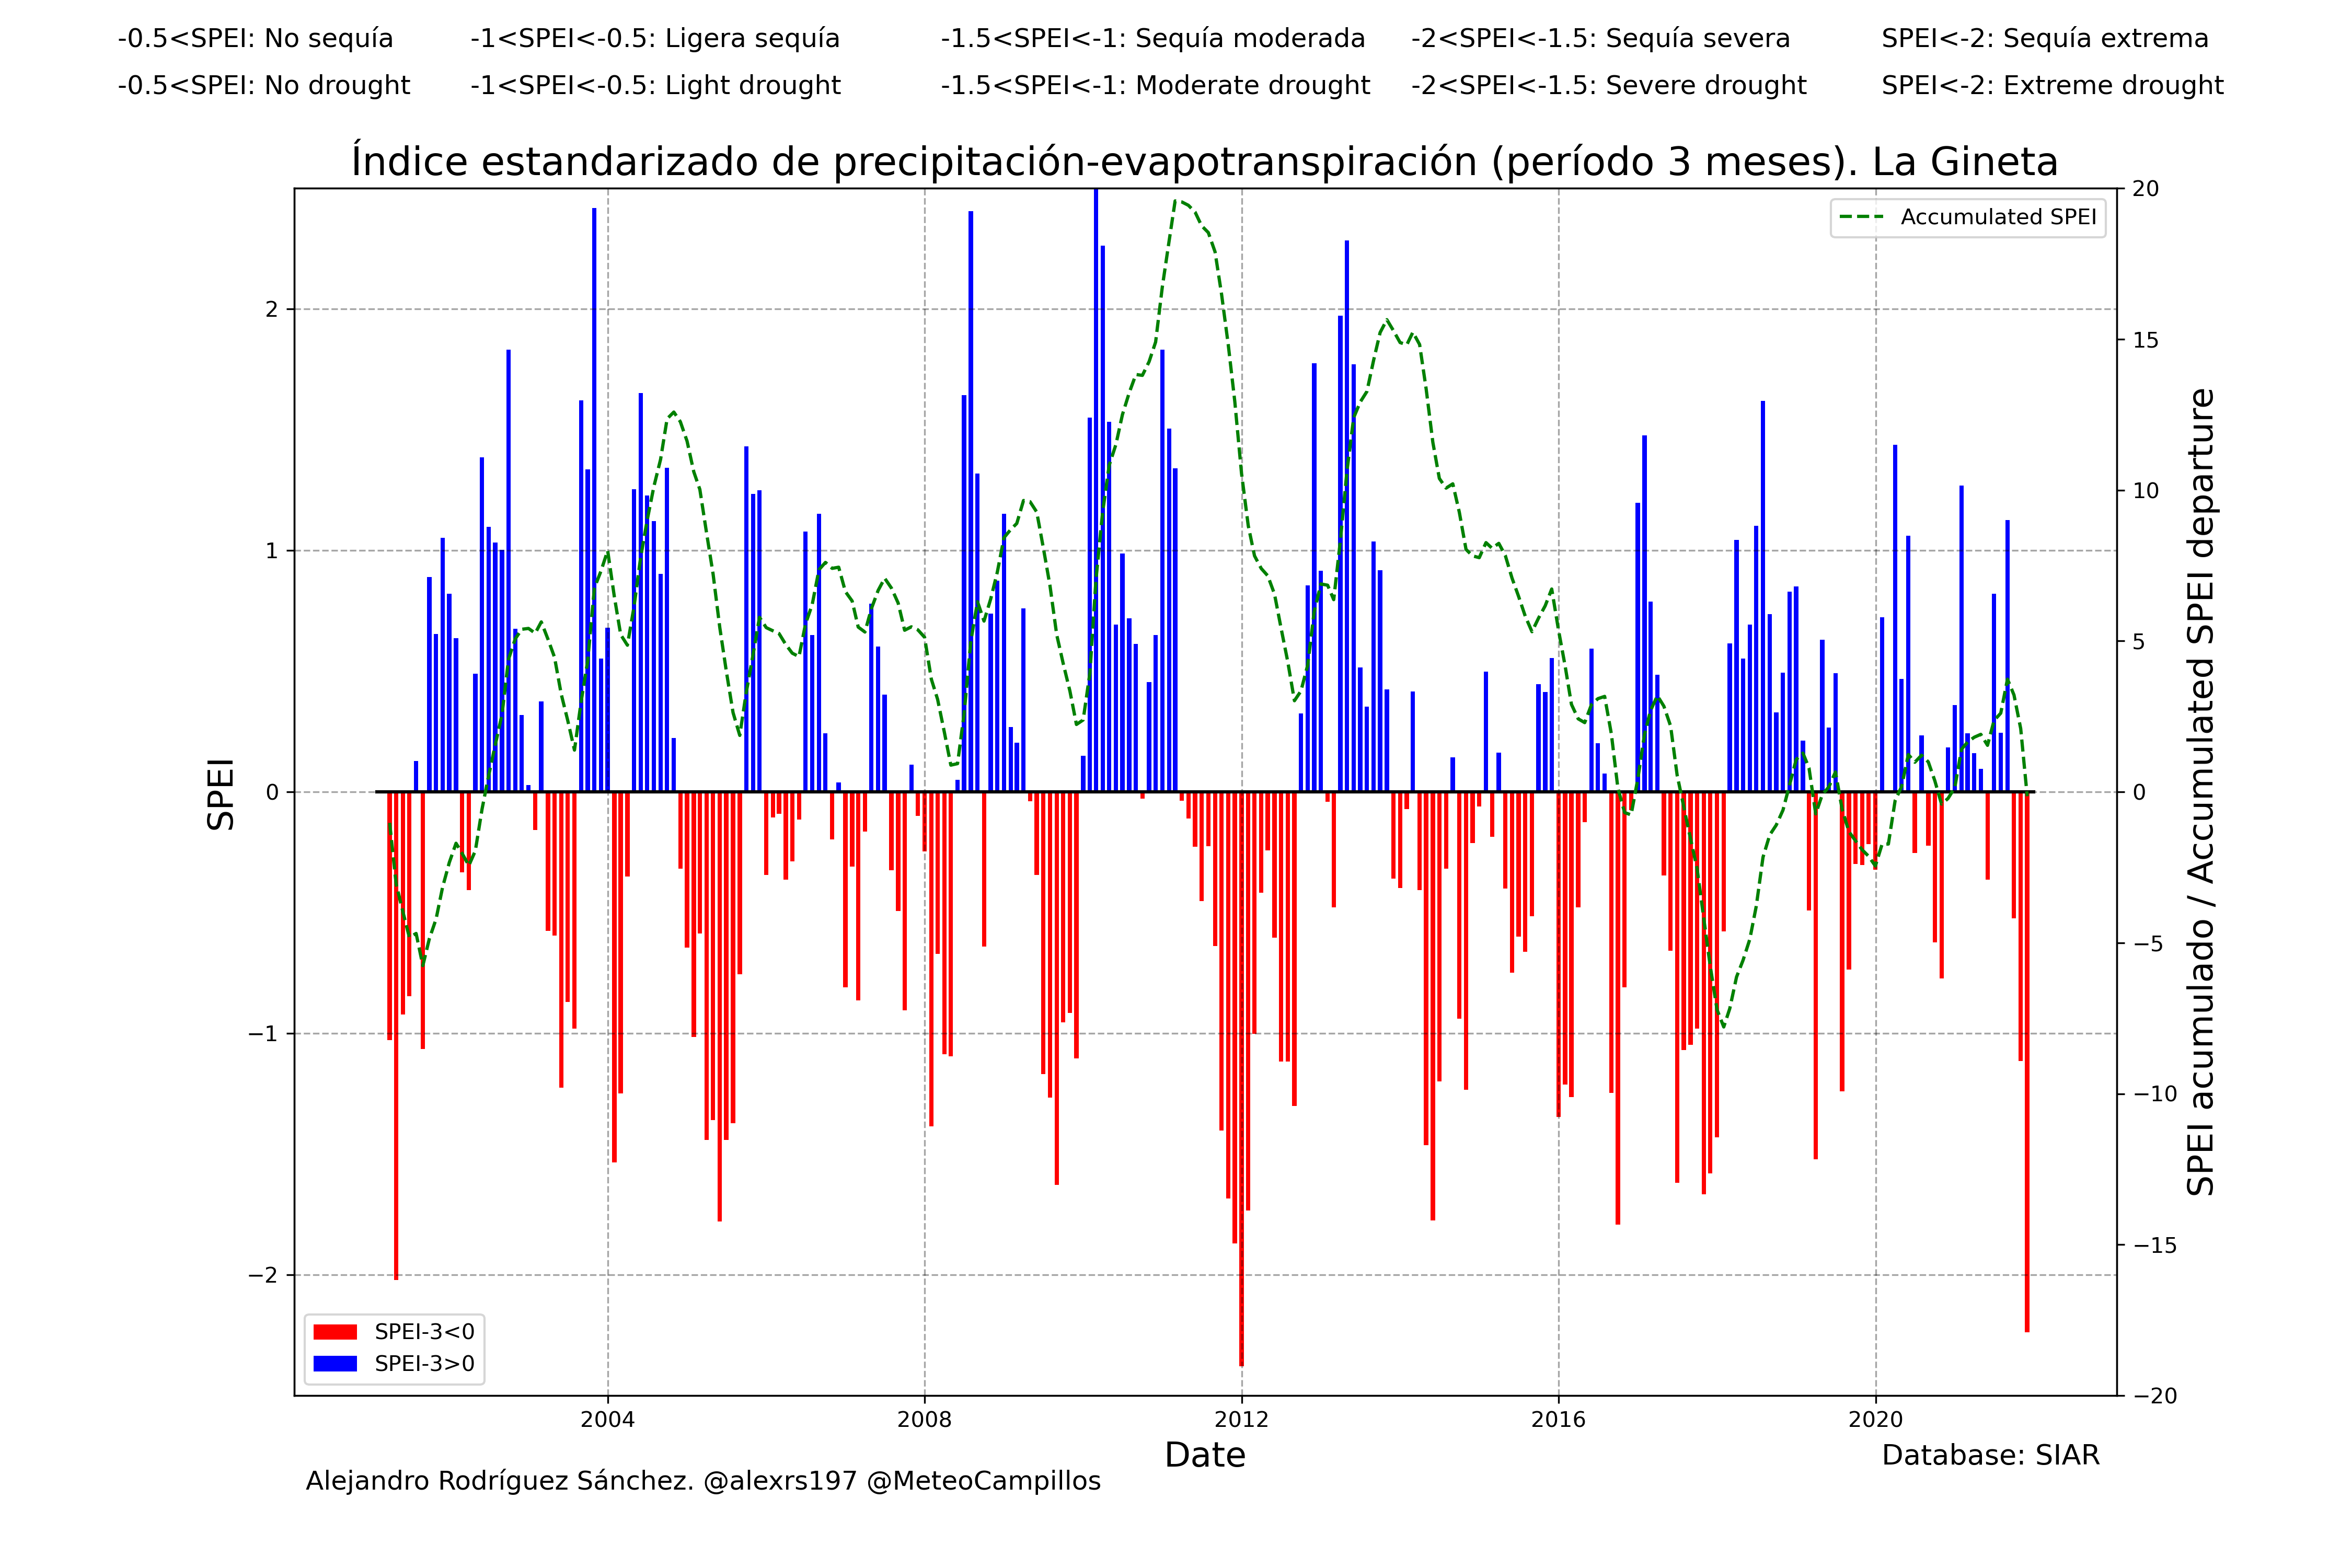 -0.5<SPEI: No sequía -1<SPEI<-0.5: Ligera sequía -1.5<SPEI<-1: Sequía moderada -2<SPEI<-1.5: Sequía severa SPEI<-2: Sequía extrema
-0.5<SPEI: No drought -1<SPEI<-0.5: Light drought -1.5<SPEI<-1: Moderate drought -2<SPEI<-1.5: Severe drought SPEI<-2: Extreme drought
Índice estandarizado de precipitación-evapotranspiración (período 3 meses). La Gineta
Accumulated SPEI
SPEI
2
1
0
−1
−2
20
15
10
5
0
−5
−10
−15
−20
SPEI acumulado / Accumulated SPEI departure
SPEI-3<0
SPEI-3>0
2004 2008 2012 2016 2020
Date
Database: SIAR
Alejandro Rodríguez Sánchez. @alexrs197 @MeteoCampillos